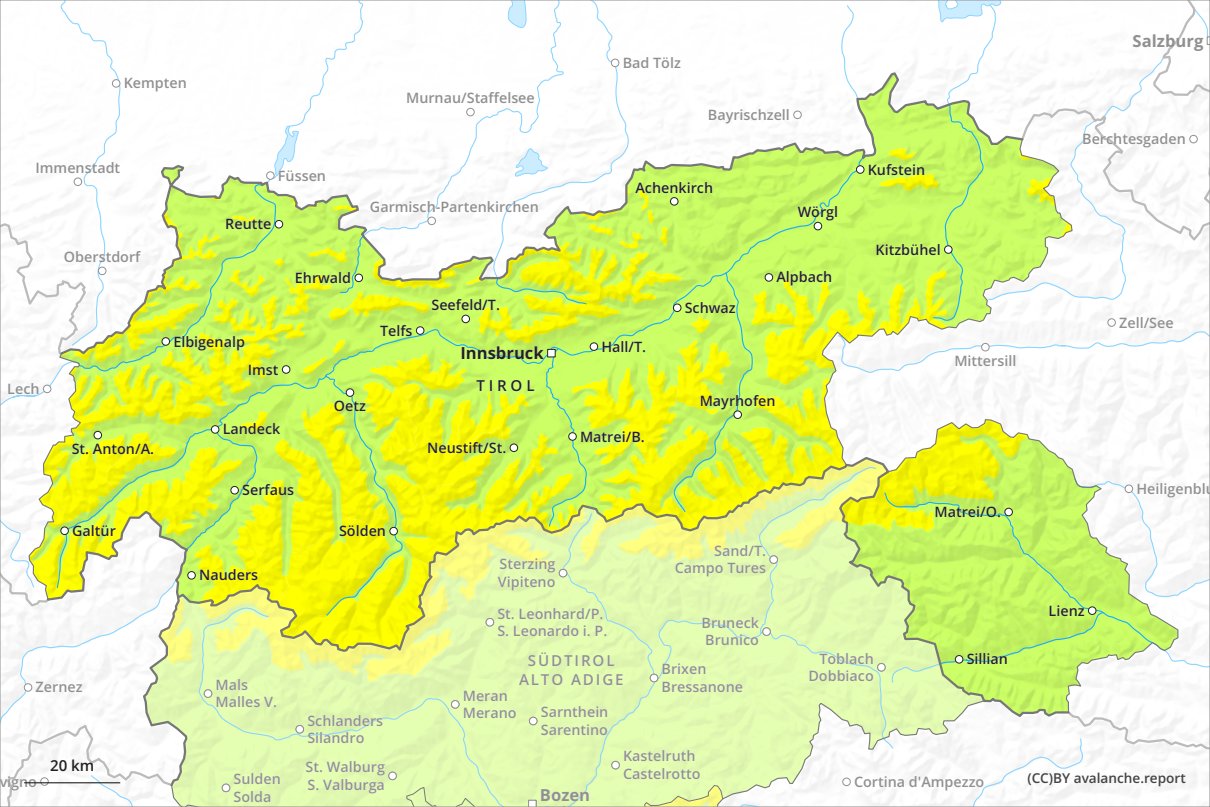 Salzburg
Bad Tölz
Kempten
Murnau/Staffelsee
Bayrischzell
Berchtesgaden
Immenstadt
Füssen
Kufstein
Achenkirch
Garmisch-Partenkirchen
Wörgl
Reutte
Kitzbühel
Oberstdorf
Ehrwald
Alpbach
Seefeld/T.
Schwaz
Telfs
Zell/See
Elbigenalp
Innsbruck
Hall/T.
Mittersill
Imst
TIROL
Lech
Oetz
Mayrhofen
Landeck
Matrei/B.
St. Anton/A.
Neustift/St.
Serfaus
Heiligenblu
Matrei/O.
Galtür
Sölden
Sand/T.
Campo Tures
Sterzing
Vipiteno
Nauders
Lienz
St. Leonhard/P.
S. Leonardo i. P.
Bruneck
Brunico
SÜDTIROL
ALTO ADIGE
Toblach
Dobbiaco
Sillian
Brixen
Bressanone
Zernez
Mals
Malles V.
Meran
Merano
Sarnthein
Sarentino
Schlanders
Silandro
Kastelruth
Castelrotto
20 km
St. Walburg
S. Valburga
vigno
Sulden
Solda
Cortina d'Ampezzo
(CC)BY avalanche.report
Bozen